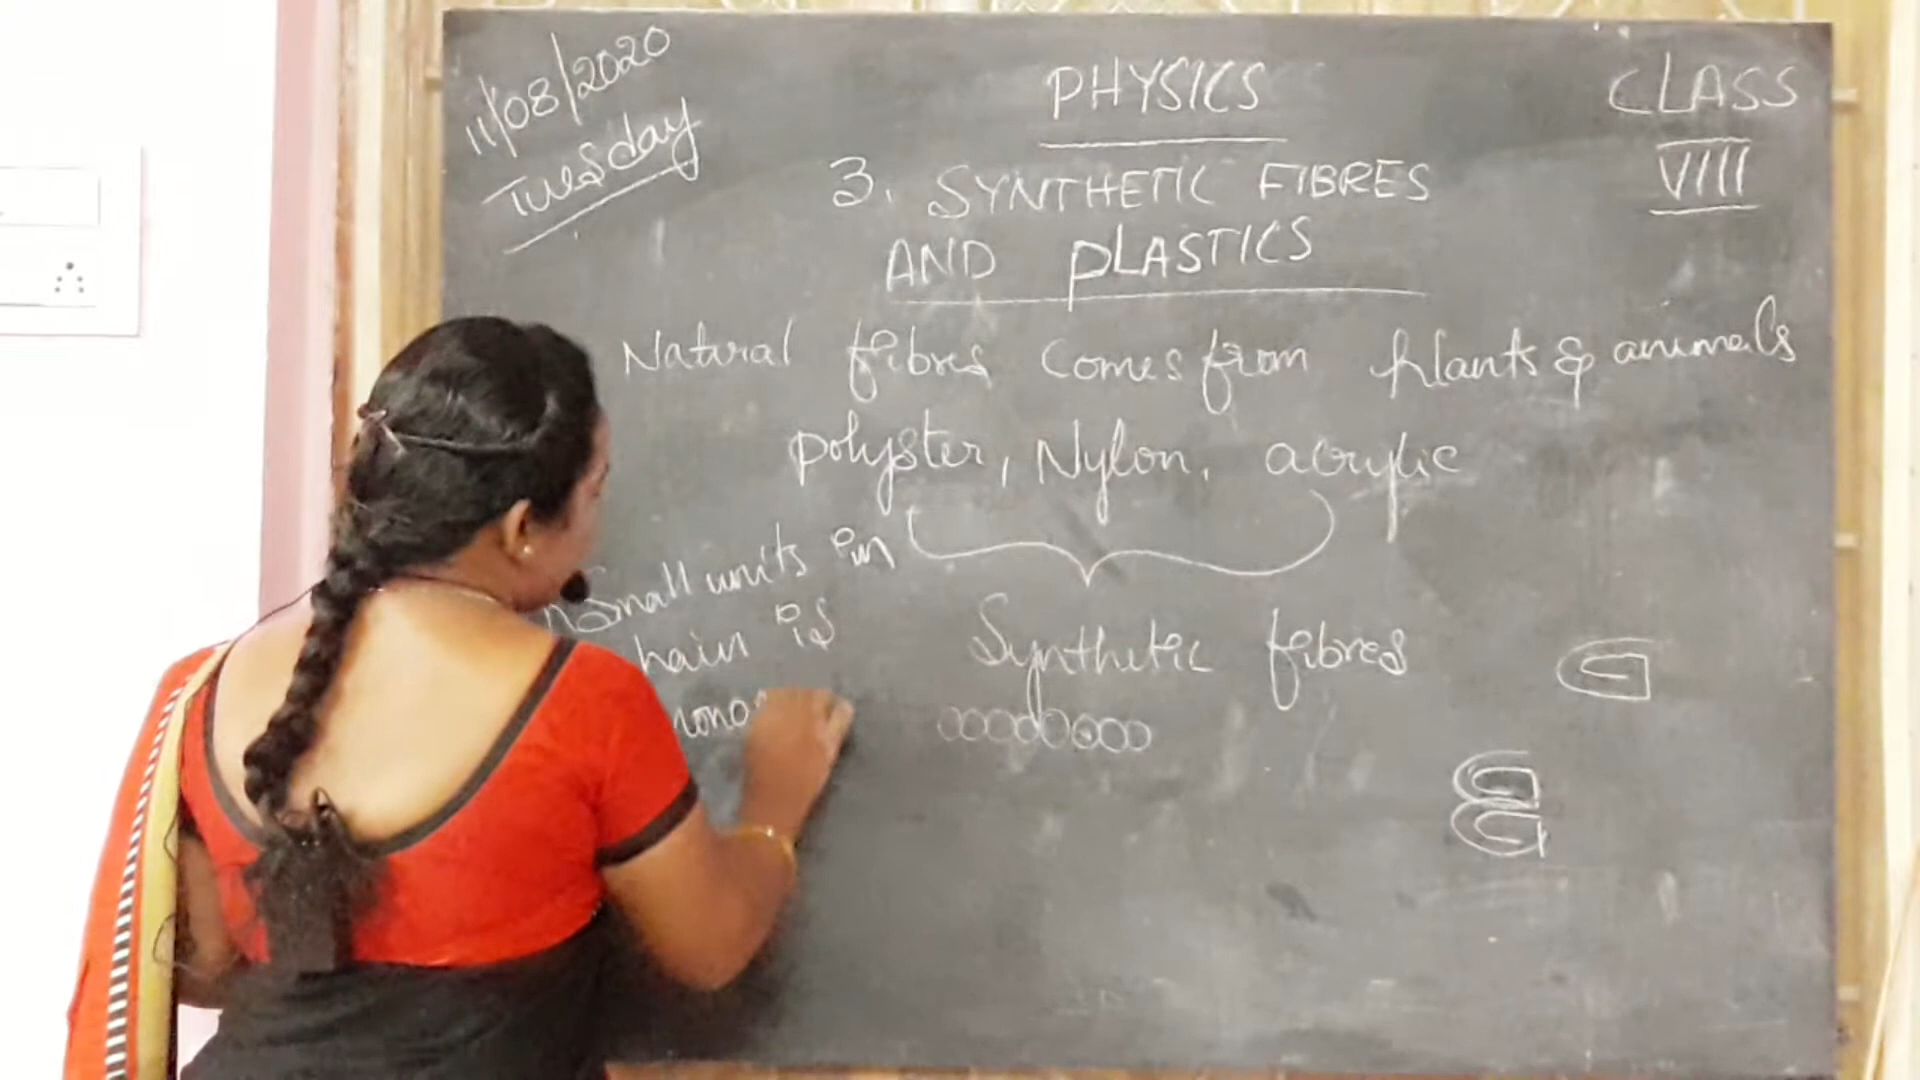 11/08/2020
Tuesday
PHYSICS
CLASS
VIII
3. SYNTHETIC FIBRES
AND PLASTICS
Natural fibres comes from plants & animals
polyster, Nylon, acrylic
Small units in
hain is
Synthetic fibres